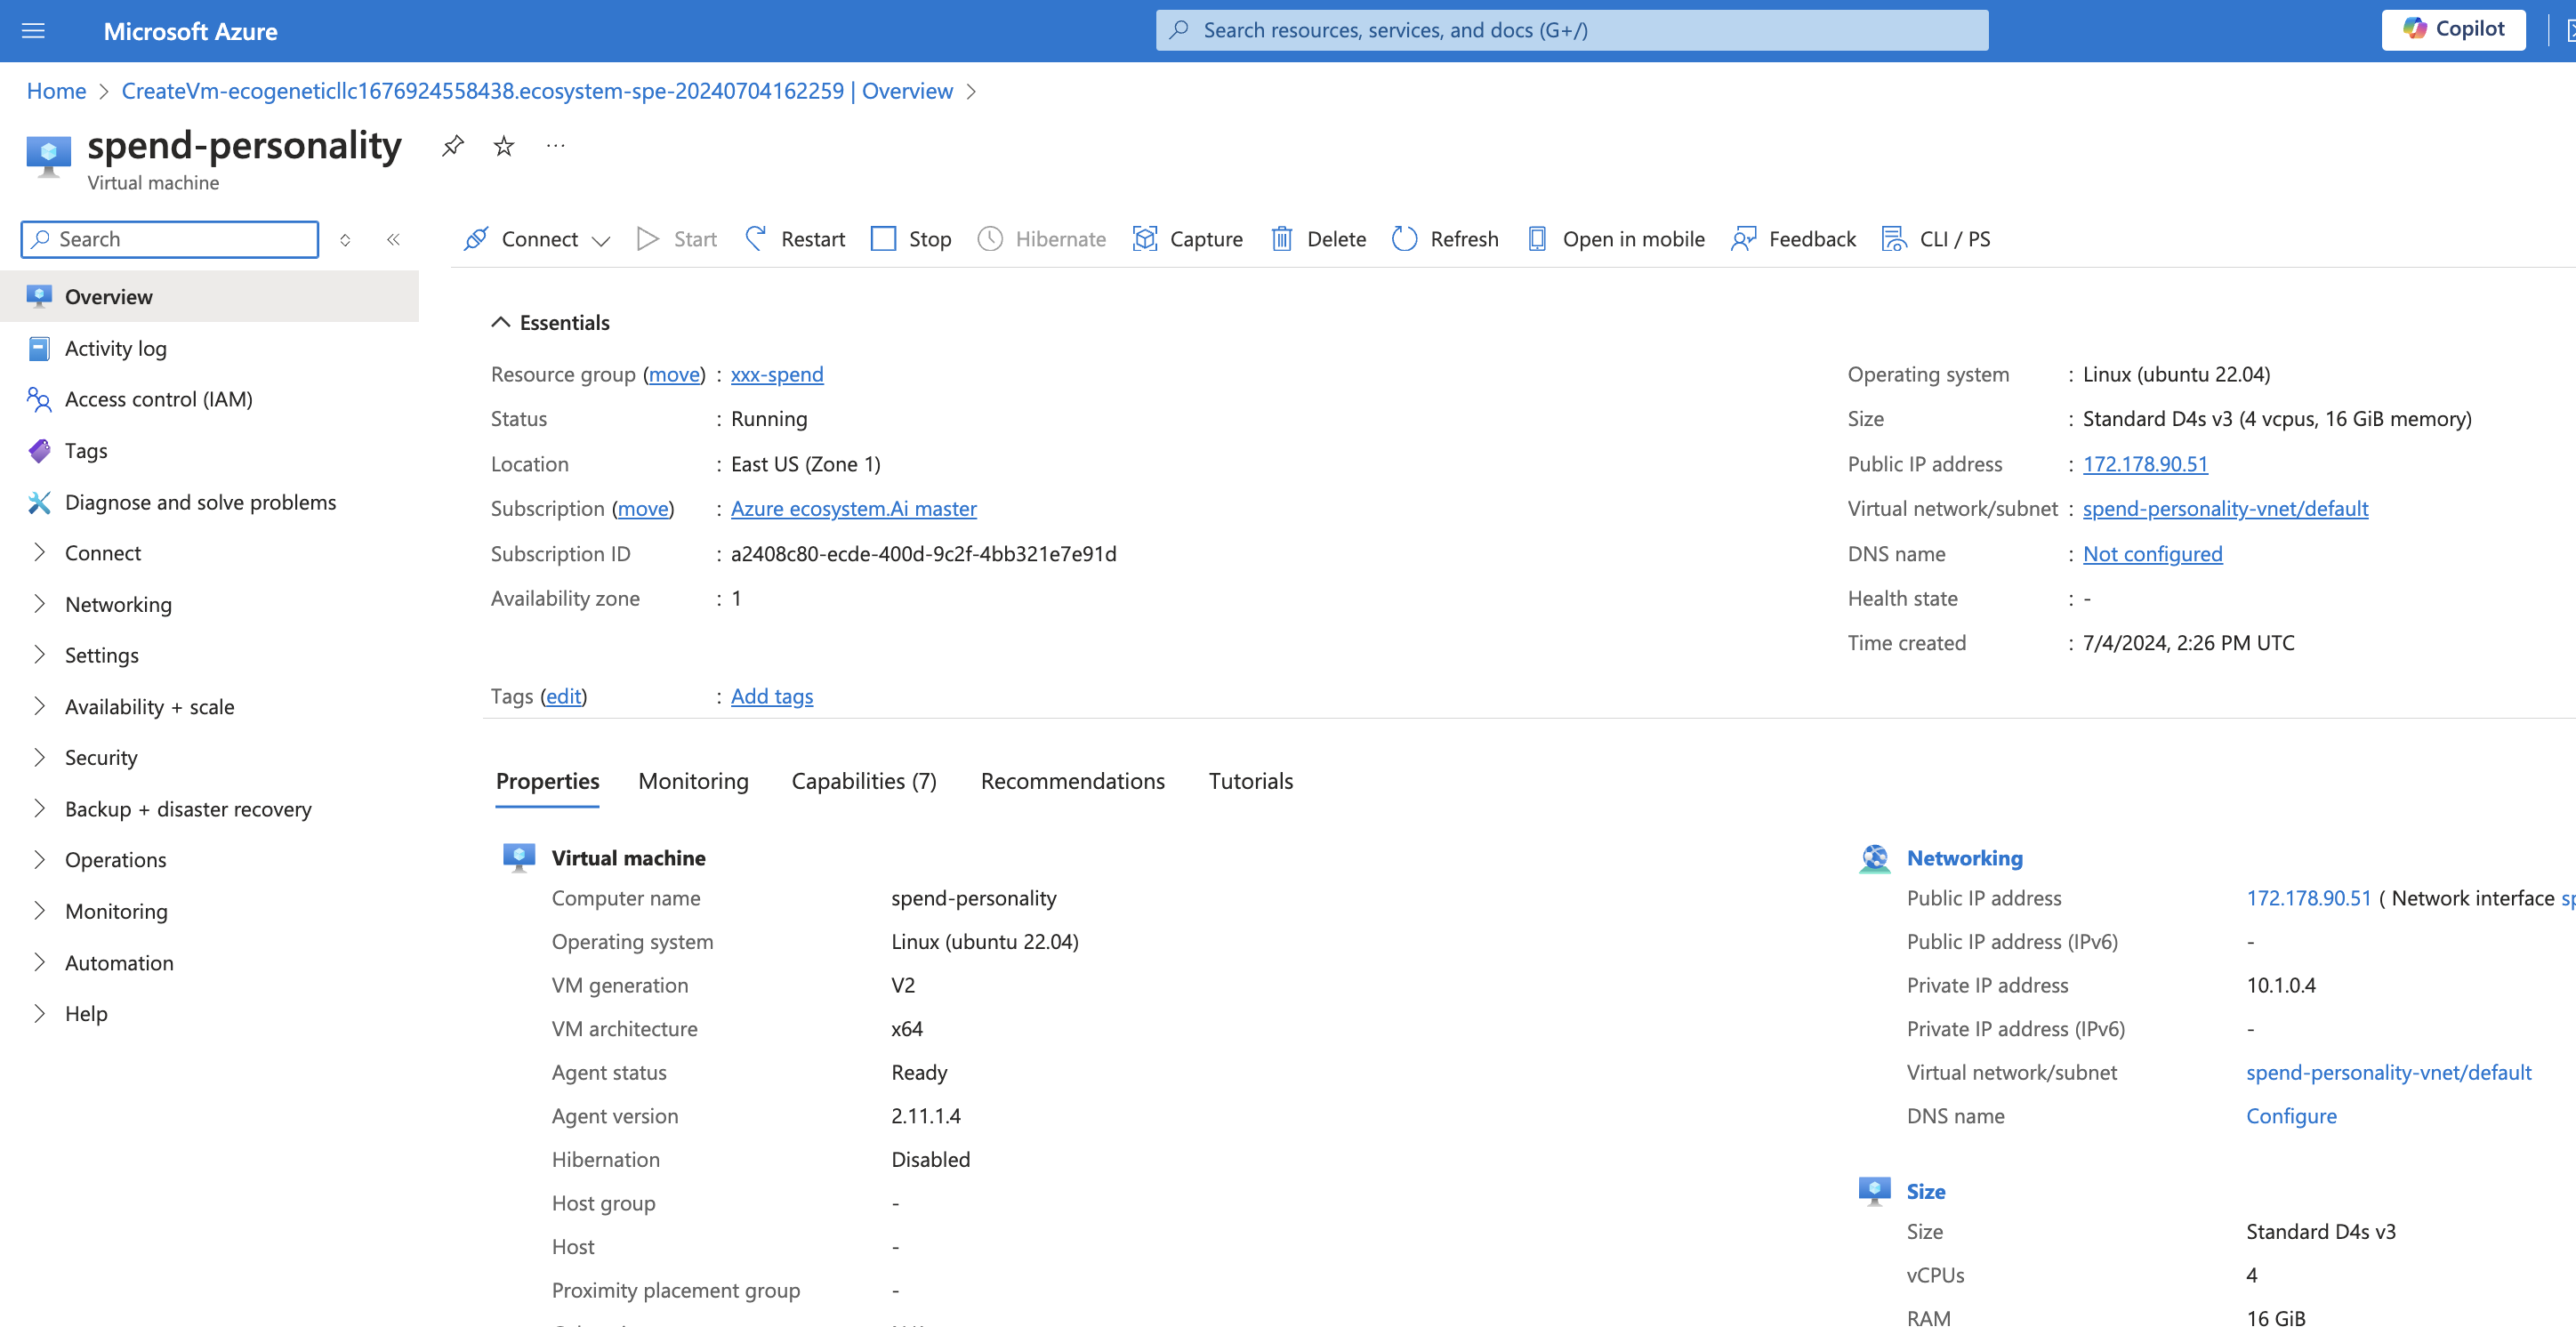 Microsoft Azure
Search resources, services, and docs (G+/)
Copilot
Home > CreateVm-ecogeneticllc1676924558438.ecosystem-spe-20240704162259 | Overview >
spend-personality
Virtual machine
Search
Connect
Start
Restart
Stop
Hibernate
Capture
Delete
Refresh
Open in mobile
Feedback
CLI / PS
Overview
Activity log
Access control (IAM)
Tags
Diagnose and solve problems
Connect
Networking
Settings
Availability + scale
Security
Backup + disaster recovery
Operations
Monitoring
Automation
Help
Essentials
Resource group (move) : xxx-spend
Status : Running
Location : East US (Zone 1)
Subscription (move) : Azure ecosystem.Ai master
Subscription ID : a2408c80-ecde-400d-9c2f-4bb321e7e91d
Availability zone : 1
Operating system : Linux (ubuntu 22.04)
Size : Standard D4s v3 (4 vcpus, 16 GiB memory)
Public IP address : 172.178.90.51
Virtual network/subnet : spend-personality-vnet/default
DNS name : Not configured
Health state : -
Time created : 7/4/2024, 2:26 PM UTC
Tags (edit) : Add tags
Properties
Monitoring
Capabilities (7)
Recommendations
Tutorials
Virtual machine
Computer name spend-personality
Operating system Linux (ubuntu 22.04)
VM generation V2
VM architecture x64
Agent status Ready
Agent version 2.11.1.4
Hibernation Disabled
Host group -
Host -
Proximity placement group -
Networking
Public IP address 172.178.90.51 ( Network interface sp
Public IP address (IPv6) -
Private IP address 10.1.0.4
Private IP address (IPv6) -
Virtual network/subnet spend-personality-vnet/default
DNS name Configure
Size
Size Standard D4s v3
vCPUs 4
RAM 16 GiB